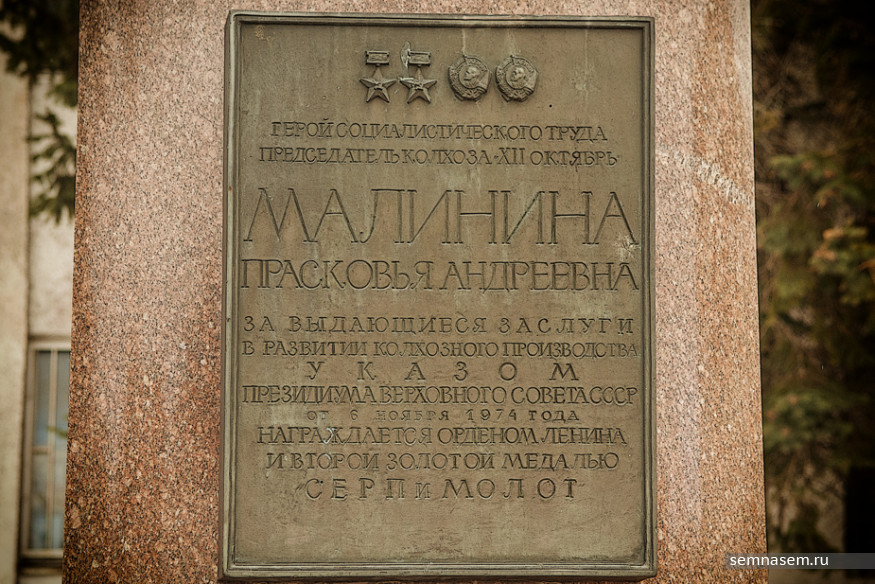 ГЕРОЙ СОЦИАЛИСТИЧЕСКОГО ТРУДА
ПРЕДСЕДАТЕЛЬ КОЛХОЗА "XII ОКТЯБРЬ"
МАЛИНИНА
ПРАСКОВЬЯ АНДРЕЕВНА
ЗА ВЫДАЮЩИЕСЯ ЗАСЛУГИ
В РАЗВИТИИ КОЛХОЗНОГО ПРОИЗВОДСТВА
УКАЗОМ
ПРЕЗИДИУМА ВЕРХОВНОГО СОВЕТА СССР
ОТ 6 НОЯБРЯ 1974 ГОДА
НАГРАЖДАЕТСЯ ОРДЕНОМ ЛЕНИНА
И ВТОРОЙ ЗОЛОТОЙ МЕДАЛЬЮ
"СЕРП и МОЛОТ"
semnasem.ru